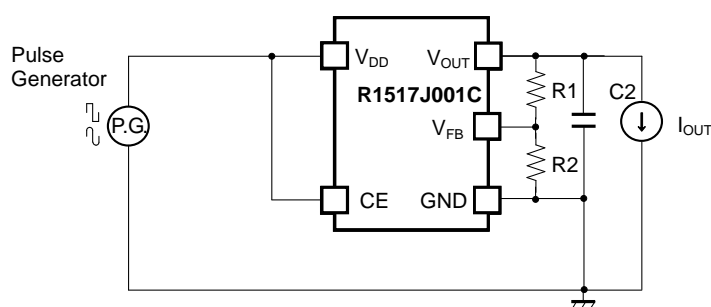 Pulse
Generator
P.G.
VDD
VOUT
R1517J001C
R1
C2
VFB
IOUT
R2
CE
GND